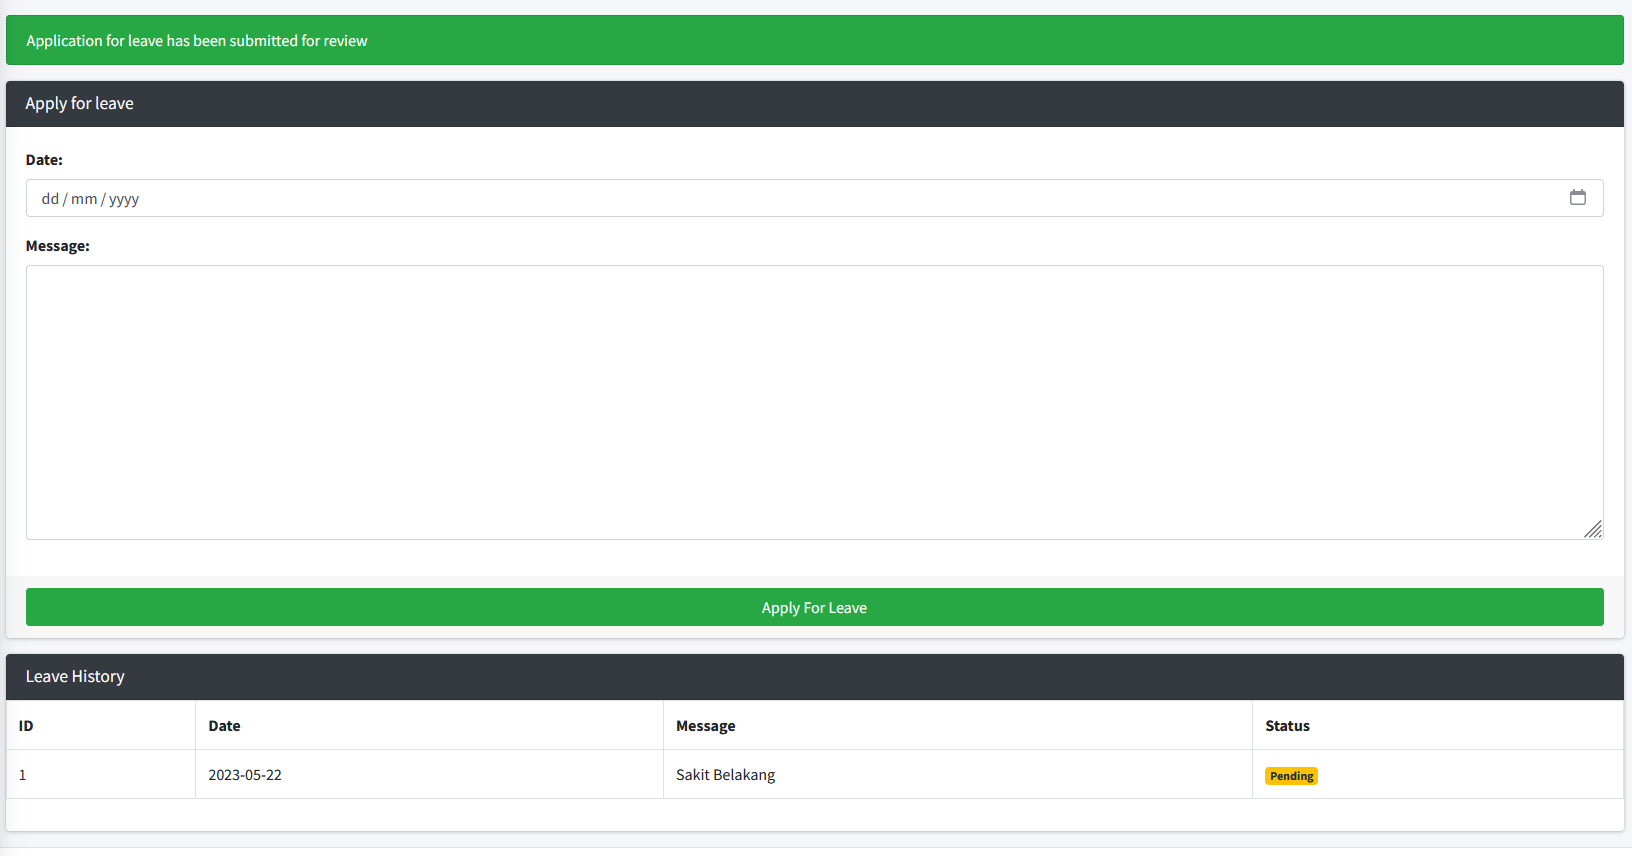 Application for leave has been submitted for review
Apply for leave
Date:
dd / mm / yyyy
Message:
Apply For Leave
Leave History
ID Date Message Status
1 2023-05-22 Sakit Belakang Pending